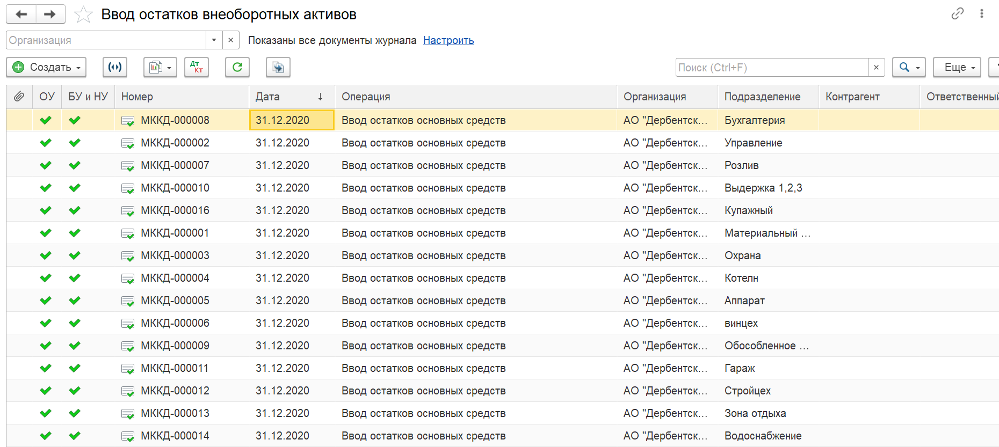 Ввод остатков внеоборотных активов
Организация Показаны все документы журнала Настроить
Создать Дт Кт Поиск (Ctrl+F) Еще
ОУ БУ и НУ Номер Дата Операция Организация Подразделение Контрагент Ответственный
МККД-000008 31.12.2020 Ввод остатков основных средств АО "Дербентск... Бухгалтерия
МККД-000002 31.12.2020 Ввод остатков основных средств АО "Дербентск... Управление
МККД-000007 31.12.2020 Ввод остатков основных средств АО "Дербентск... Розлив
МККД-000010 31.12.2020 Ввод остатков основных средств АО "Дербентск... Выдержка 1,2,3
МККД-000016 31.12.2020 Ввод остатков основных средств АО "Дербентск... Купажный
МККД-000001 31.12.2020 Ввод остатков основных средств АО "Дербентск... Материальный ...
МККД-000003 31.12.2020 Ввод остатков основных средств АО "Дербентск... Охрана
МККД-000004 31.12.2020 Ввод остатков основных средств АО "Дербентск... Котелн
МККД-000005 31.12.2020 Ввод остатков основных средств АО "Дербентск... Аппарат
МККД-000006 31.12.2020 Ввод остатков основных средств АО "Дербентск... винцех
МККД-000009 31.12.2020 Ввод остатков основных средств АО "Дербентск... Обособленное ...
МККД-000011 31.12.2020 Ввод остатков основных средств АО "Дербентск... Гараж
МККД-000012 31.12.2020 Ввод остатков основных средств АО "Дербентск... Стройцех
МККД-000013 31.12.2020 Ввод остатков основных средств АО "Дербентск... Зона отдыха
МККД-000014 31.12.2020 Ввод остатков основных средств АО "Дербентск... Водоснабжение